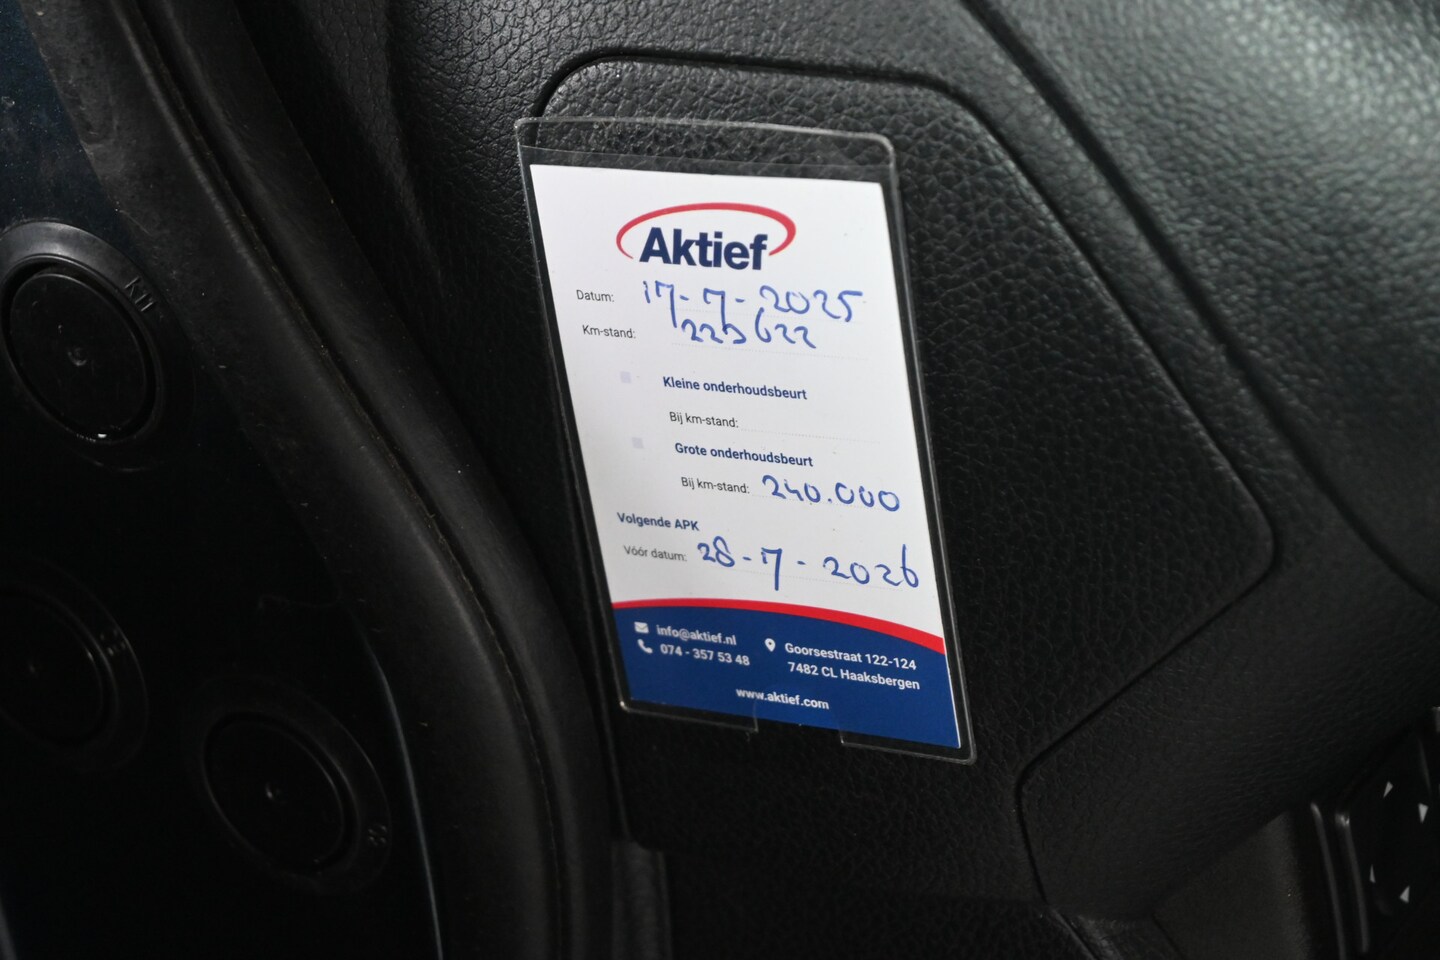 Aktief
Datum: 17-7-2025
Km-stand: 225622
Kleine onderhoudsbeurt
Bij km-stand:
Grote onderhoudsbeurt
Bij km-stand: 240.000
Volgende APK
Vóór datum: 28-7-2026
info@aktief.nl
074 - 357 53 48
Goorsestraat 122-124
7482 CL Haaksbergen
www.aktief.com